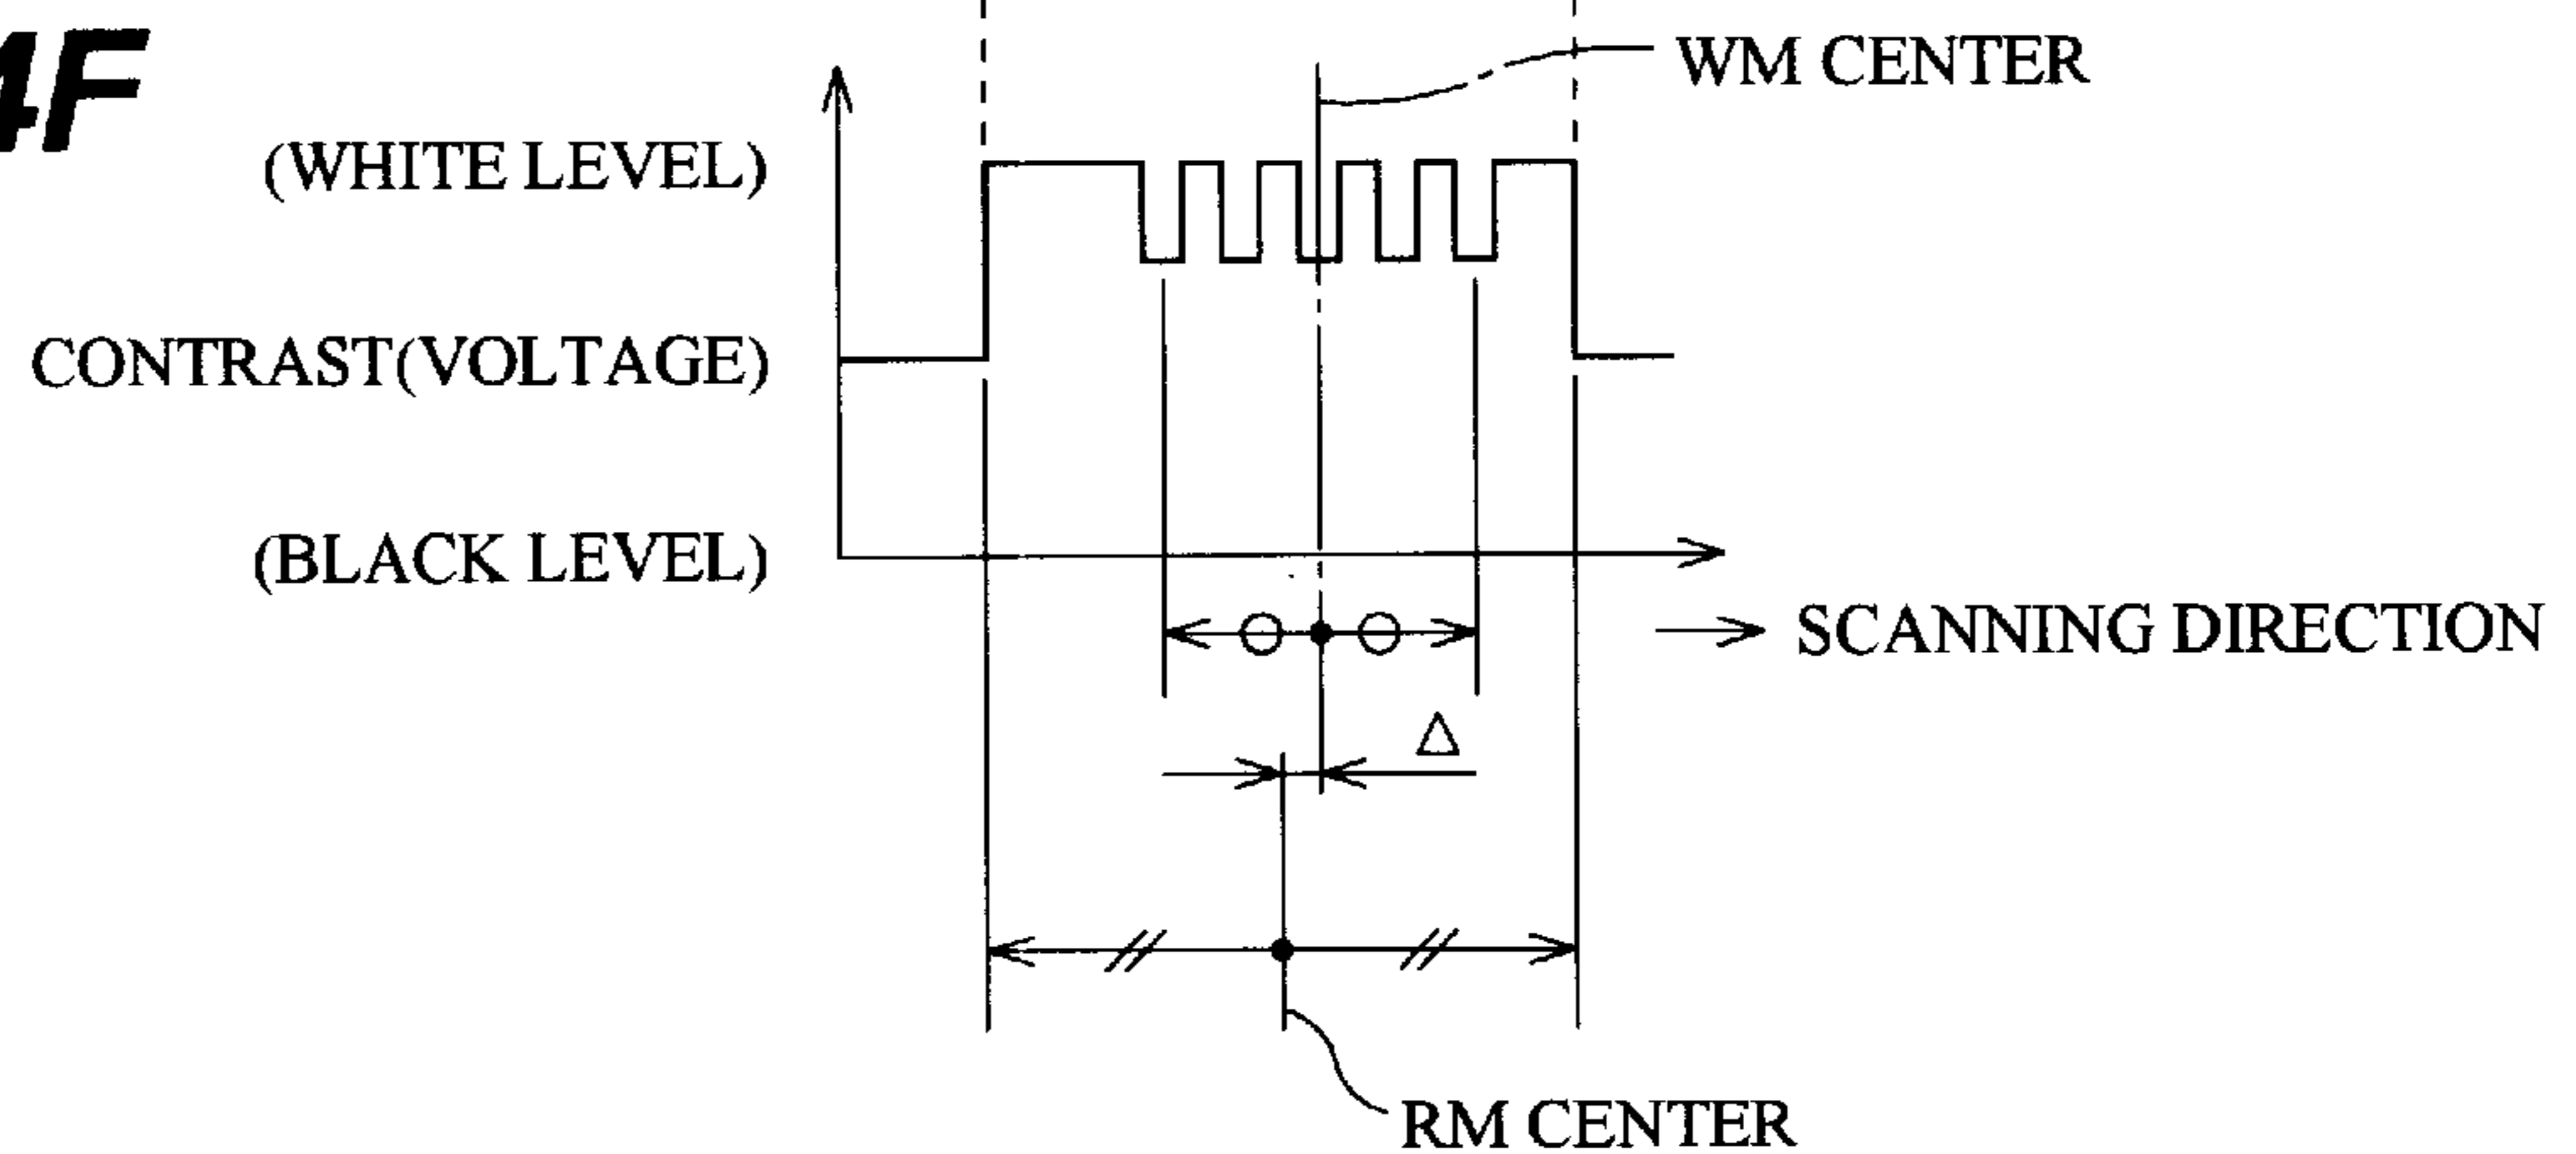 4F
WM CENTER
(WHITE LEVEL)
CONTRAST(VOLTAGE)
(BLACK LEVEL)
SCANNING DIRECTION
Δ
RM CENTER